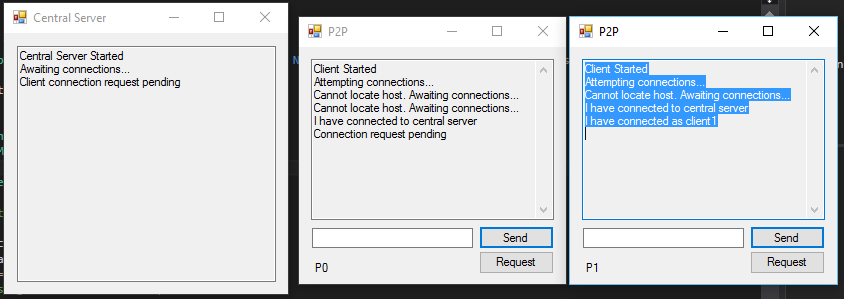 Central Server
Central Server Started
Awaiting connections...
Client connection request pending
P2P
Client Started
Attempting connections...
Cannot locate host. Awaiting connections...
Cannot locate host. Awaiting connections...
I have connected to central server
Connection request pending
Send
P0
Request
P2P
Client Started
Attempting connections...
Cannot locate host. Awaiting connections...
I have connected to central server
I have connected as client1
Send
P1
Request